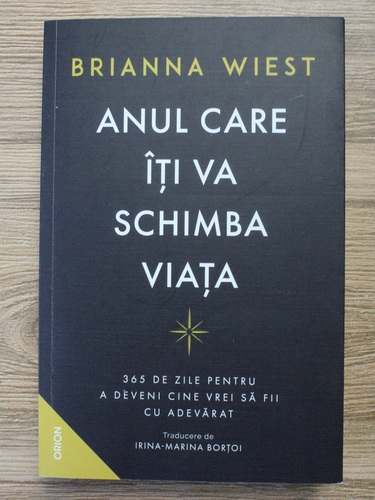 BRIANNA WIEST
ANUL CARE
ÎȚI VA
SCHIMBA
VIAȚA
365 DE ZILE PENTRU
A DEVENI CINE VREI SĂ FII
CU ADEVĂRAT
Traducere de
IRINA-MARINA BORȚOI
ORION